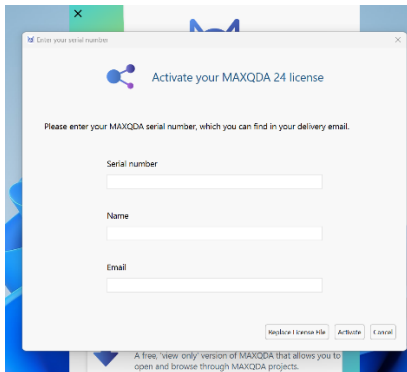 Enter your serial number
Activate your MAXQDA 24 license
Please enter your MAXQDA serial number, which you can find in your delivery email.
Serial number
Name
Email
Replace License File Activate Cancel
A free, 'view only' version of MAXQDA that allows you to
open and browse through MAXQDA projects.